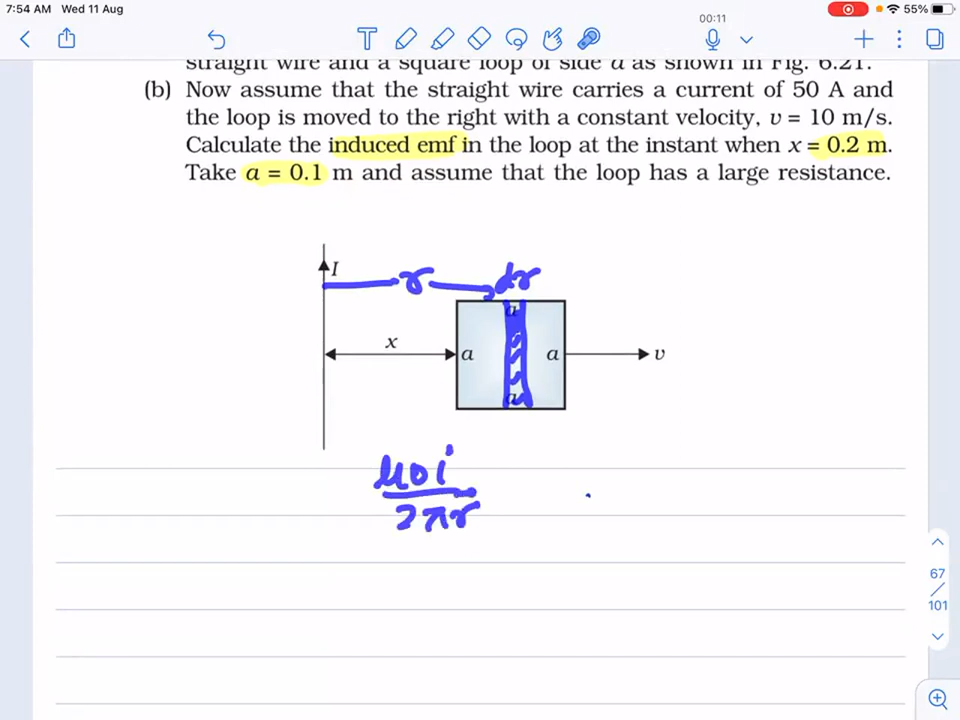 7:54 AM Wed 11 Aug
55%
00:11
straight wire and a square loop of side a as shown in Fig. 6.21.
(b) Now assume that the straight wire carries a current of 50 A and
the loop is moved to the right with a constant velocity, v = 10 m/s.
Calculate the induced emf in the loop at the instant when x = 0.2 m.
Take a = 0.1 m and assume that the loop has a large resistance.
I
r dr
a
x a a v
a
μ0i
2πr
67
/
101